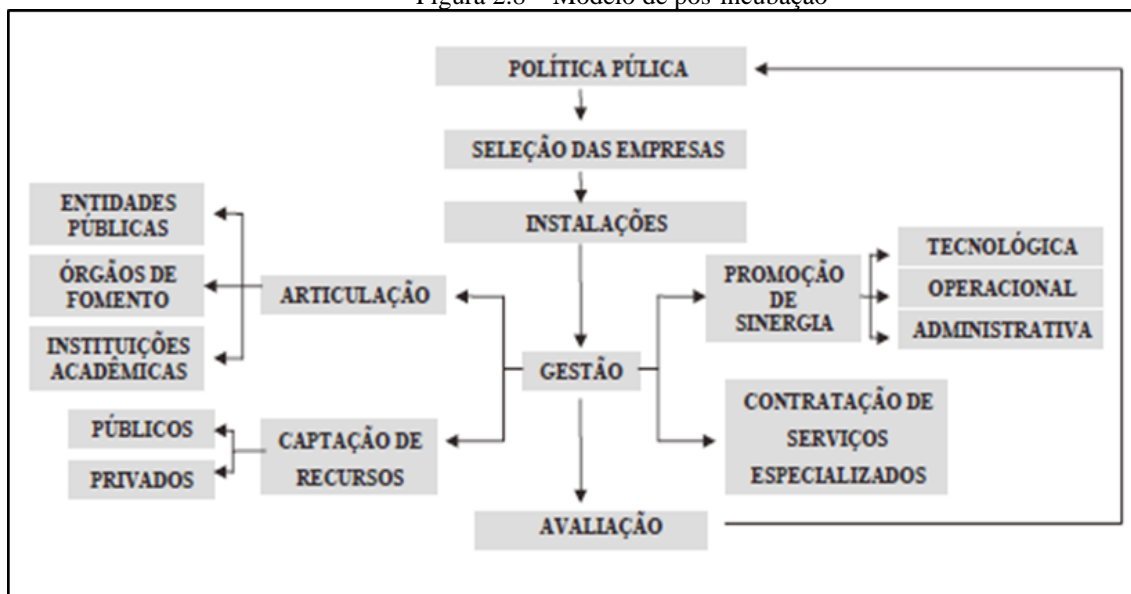 Figura 2.8 – Modelo de pós-incubação
POLÍTICA PÚLICA
SELEÇÃO DAS EMPRESAS
INSTALAÇÕES
ENTIDADES
PÚBLICAS
ÓRGÃOS DE
FOMENTO
INSTITUIÇÕES
ACADÊMICAS
ARTICULAÇÃO
PROMOÇÃO
DE
SINERGIA
TECNOLÓGICA
OPERACIONAL
ADMINISTRATIVA
GESTÃO
PÚBLICOS
PRIVADOS
CAPTAÇÃO DE
RECURSOS
CONTRATAÇÃO DE
SERVIÇOS
ESPECIALIZADOS
AVALIAÇÃO